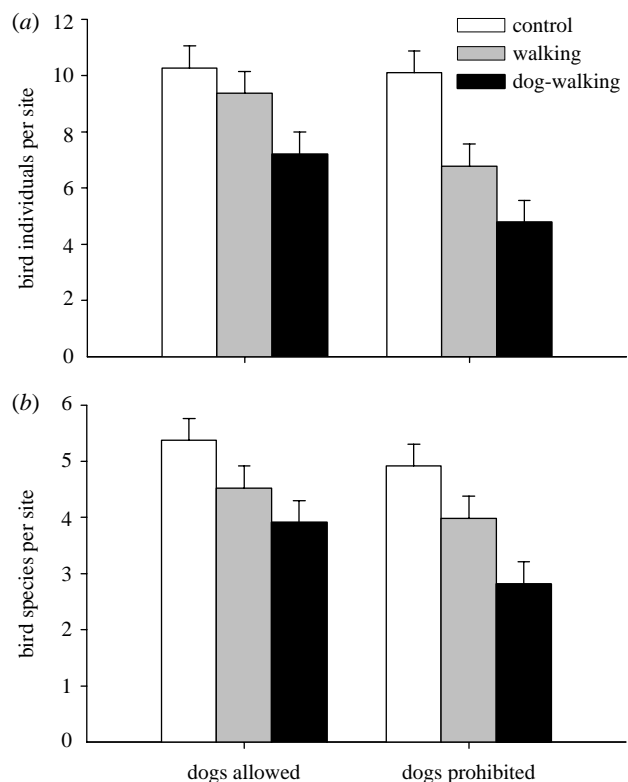 (a)
12
10
8
6
4
2
0
bird individuals per site
control
walking
dog-walking
(b)
6
5
4
3
2
1
0
bird species per site
dogs allowed
dogs prohibited